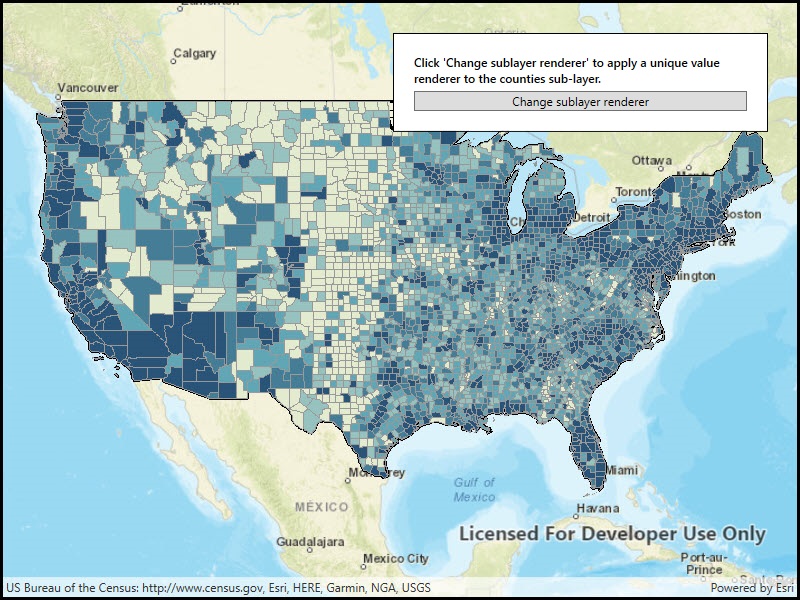 Calgary
Vancouver
Click 'Change sublayer renderer' to apply a unique value
renderer to the counties sub-layer.
Change sublayer renderer
Ottawa
Toronto
Detroit
Boston
Monterrey
Miami
Gulf of
Mexico
MÉXICO
Havana
Guadalajara
Mexico City
Port-au-
Prince
Licensed For Developer Use Only
US Bureau of the Census: http://www.census.gov, Esri, HERE, Garmin, NGA, USGS
Powered by Esri